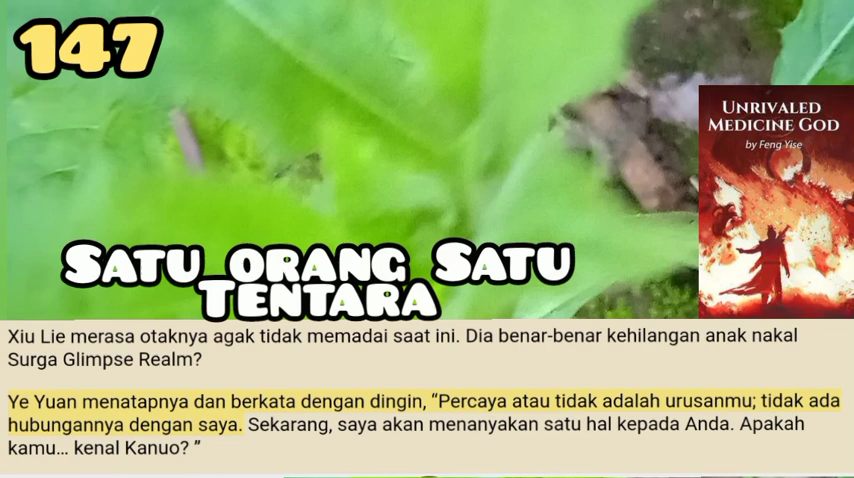 147
UNRIVALED
MEDICINE GOD
by Feng Yise
SATU ORANG SATU
TENTARA
Xiu Lie merasa otaknya agak tidak memadai saat ini. Dia benar-benar kehilangan anak nakal
Surga Glimpse Realm?
Ye Yuan menatapnya dan berkata dengan dingin, “Percaya atau tidak adalah urusanmu; tidak ada
hubungannya dengan saya. Sekarang, saya akan menanyakan satu hal kepada Anda. Apakah
kamu… kenal Kanuo? ”